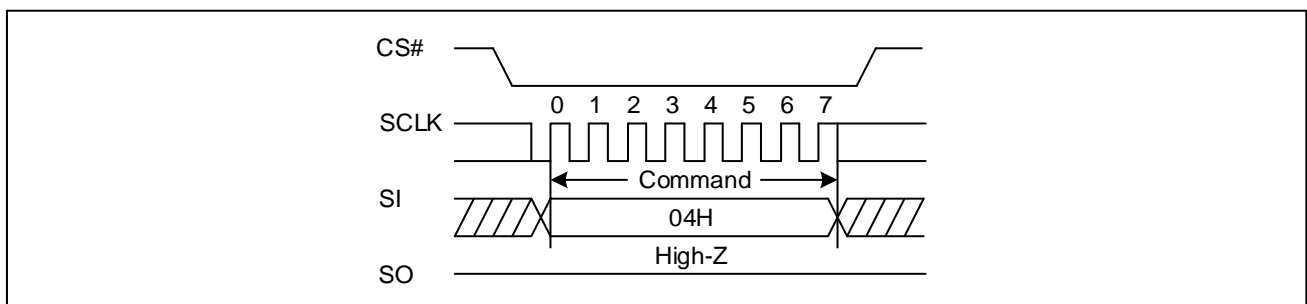 CS#
0 1 2 3 4 5 6 7
SCLK
Command
SI
04H
High-Z
SO